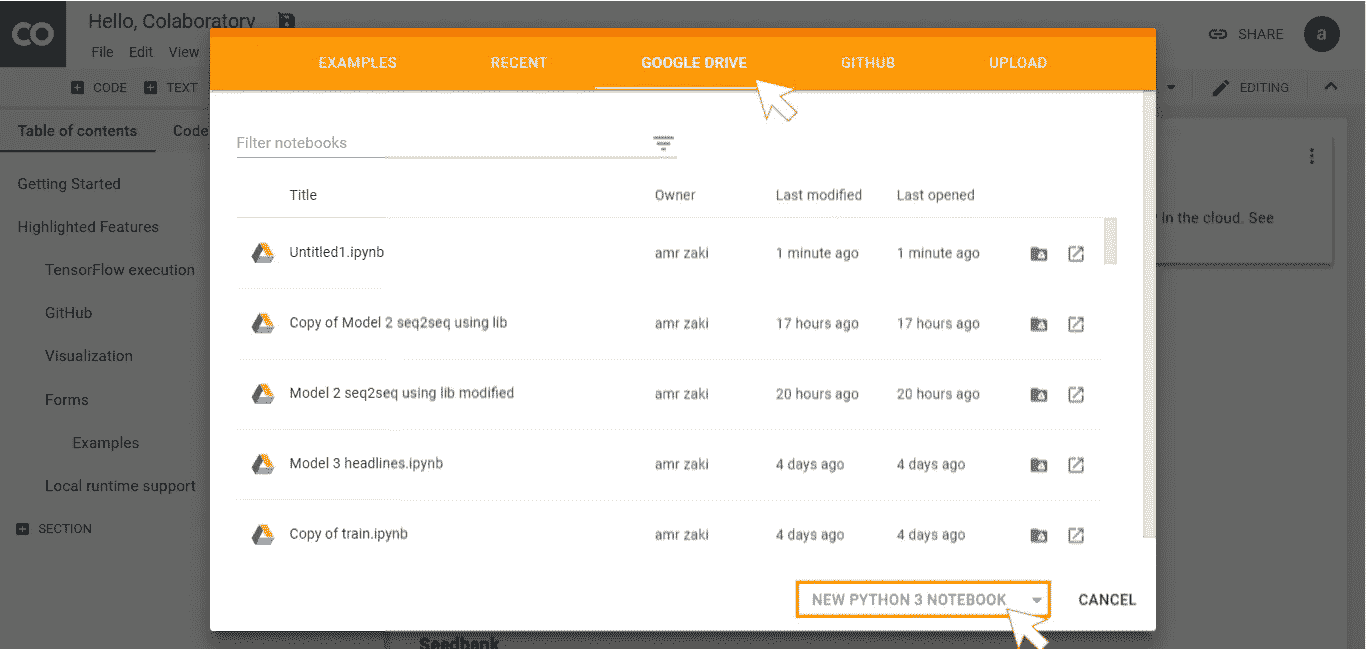 CO
Hello, Colaboratory
File Edit View
SHARE
a
CODE TEXT
EDITING
Table of contents Code
Getting Started
Highlighted Features
TensorFlow execution
GitHub
Visualization
Forms
Examples
Local runtime support
SECTION
EXAMPLES RECENT GOOGLE DRIVE GITHUB UPLOAD
Filter notebooks
Title Owner Last modified Last opened
Untitled1.ipynb amr zaki 1 minute ago 1 minute ago
Copy of Model 2 seq2seq using lib amr zaki 17 hours ago 17 hours ago
Model 2 seq2seq using lib modified amr zaki 20 hours ago 20 hours ago
Model 3 headlines.ipynb amr zaki 4 days ago 4 days ago
Copy of train.ipynb amr zaki 4 days ago 4 days ago
NEW PYTHON 3 NOTEBOOK CANCEL
in the cloud. See
Seedbank